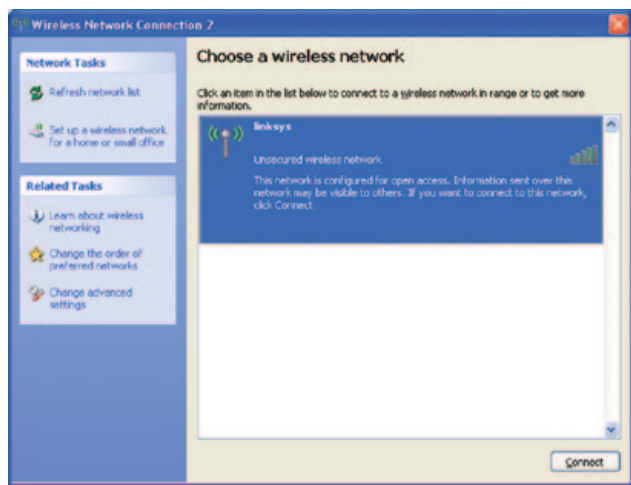 Wireless Network Connection 2
Network Tasks
Refresh network list
Set up a wireless network
for a home or small office
Related Tasks
Learn about wireless
networking
Change the order of
preferred networks
Change advanced
settings
Choose a wireless network
Click an item in the list below to connect to a wireless network in range or to get more
information.
linksys
Unsecured wireless network
This network is configured for open access. Information sent over this
network may be visible to others. If you want to connect to this network,
click Connect.
Connect